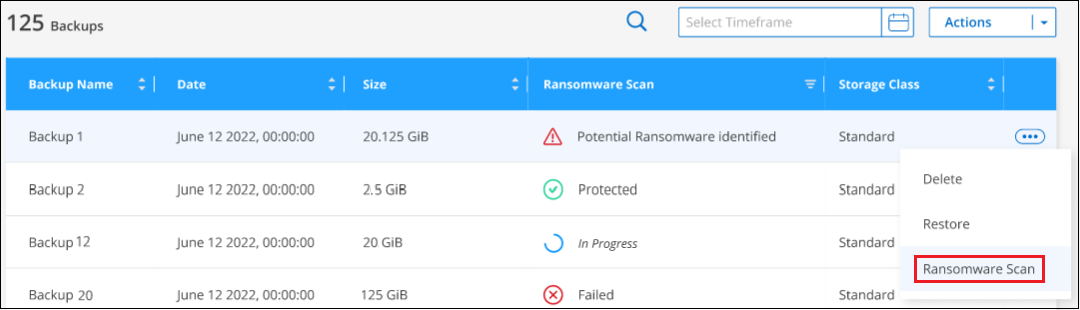 125 Backups
Select Timeframe
Actions
Backup Name Date Size Ransomware Scan Storage Class
Backup 1 June 12 2022, 00:00:00 20.125 GiB Potential Ransomware identified Standard
Backup 2 June 12 2022, 00:00:00 2.5 GiB Protected Standard
Delete
Restore
Backup 12 June 12 2022, 00:00:00 20 GiB In Progress Standard
Ransomware Scan
Backup 20 June 12 2022, 00:00:00 125 GiB Failed Standard